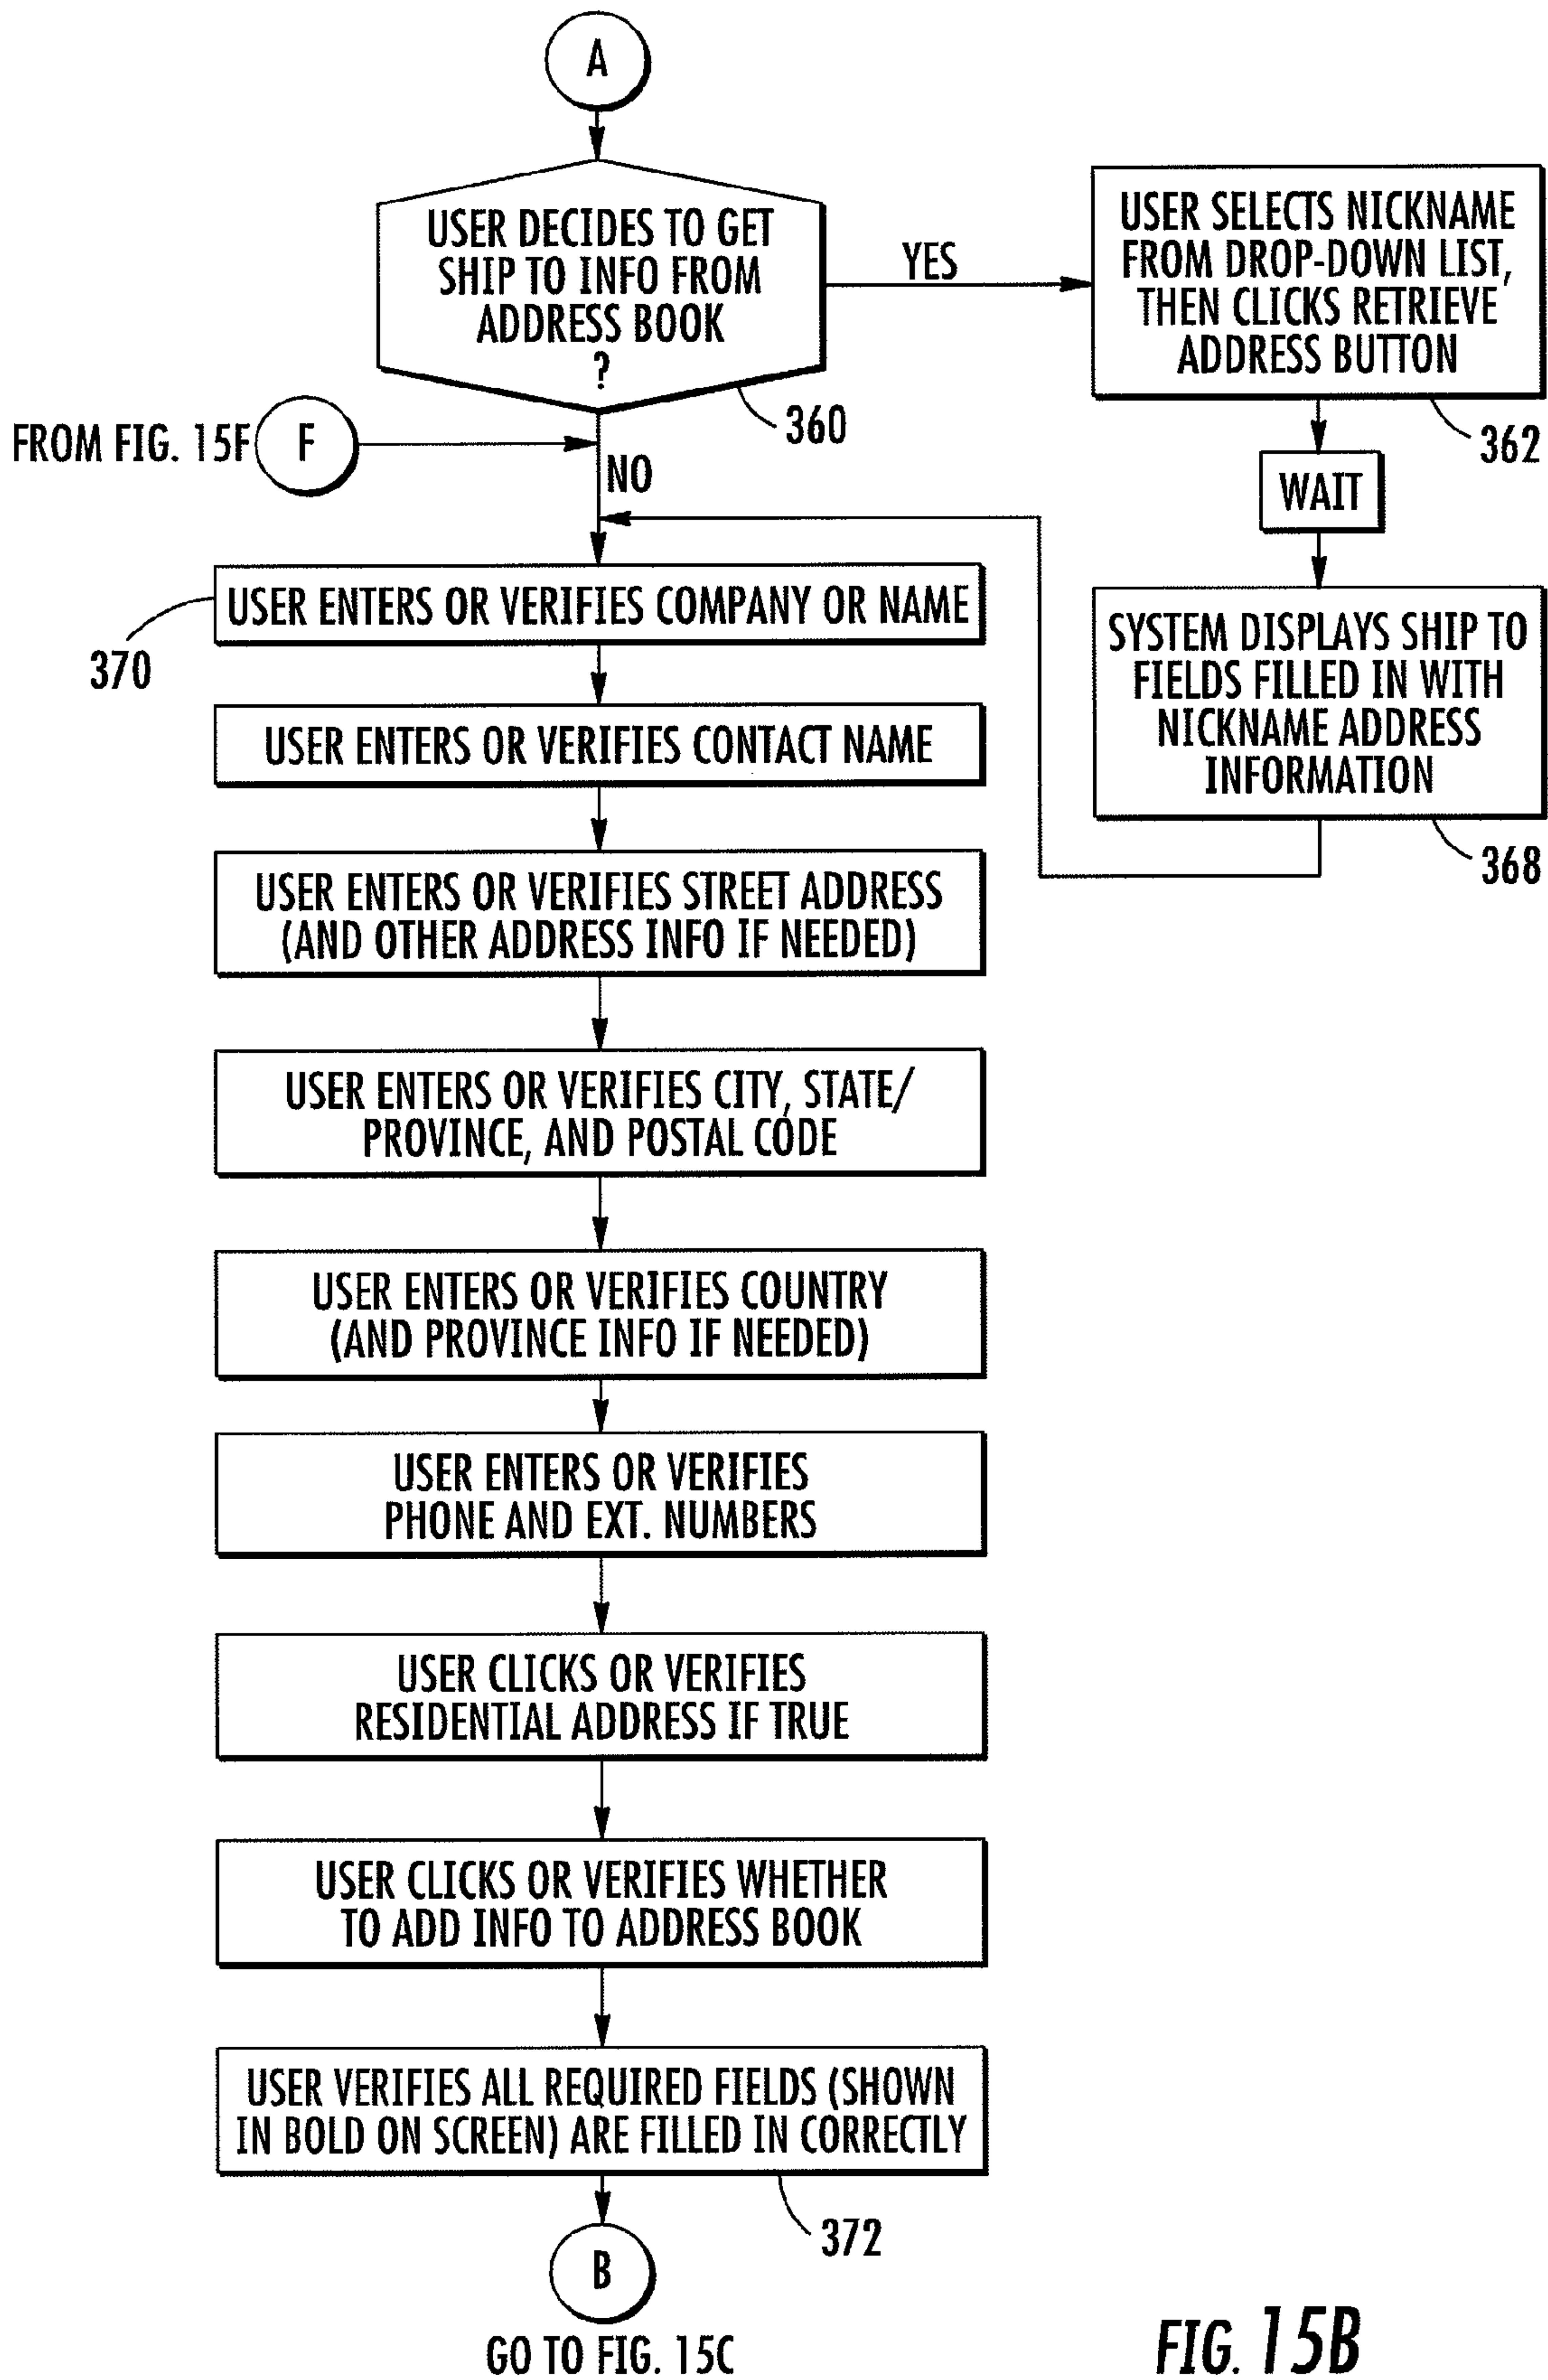 A
USER DECIDES TO GET
SHIP TO INFO FROM
ADDRESS BOOK
?
360
YES
USER SELECTS NICKNAME
FROM DROP-DOWN LIST,
THEN CLICKS RETRIEVE
ADDRESS BUTTON
362
WAIT
SYSTEM DISPLAYS SHIP TO
FIELDS FILLED IN WITH
NICKNAME ADDRESS
INFORMATION
368
FROM FIG. 15F
F
NO
USER ENTERS OR VERIFIES COMPANY OR NAME
370
USER ENTERS OR VERIFIES CONTACT NAME
USER ENTERS OR VERIFIES STREET ADDRESS
(AND OTHER ADDRESS INFO IF NEEDED)
USER ENTERS OR VERIFIES CITY, STATE/
PROVINCE, AND POSTAL CODE
USER ENTERS OR VERIFIES COUNTRY
(AND PROVINCE INFO IF NEEDED)
USER ENTERS OR VERIFIES
PHONE AND EXT. NUMBERS
USER CLICKS OR VERIFIES
RESIDENTIAL ADDRESS IF TRUE
USER CLICKS OR VERIFIES WHETHER
TO ADD INFO TO ADDRESS BOOK
USER VERIFIES ALL REQUIRED FIELDS (SHOWN
IN BOLD ON SCREEN) ARE FILLED IN CORRECTLY
372
B
GO TO FIG. 15C
FIG. 15B